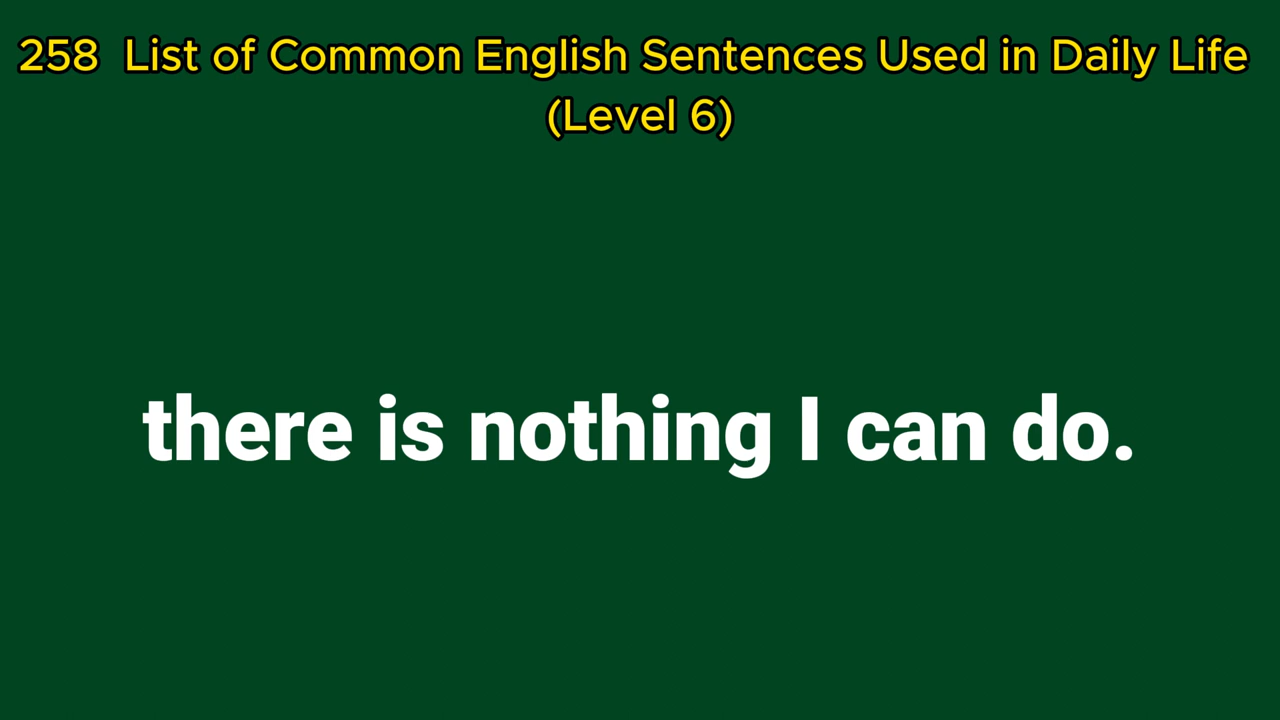 258 List of Common English Sentences Used in Daily Life
(Level 6)
there is nothing I can do.